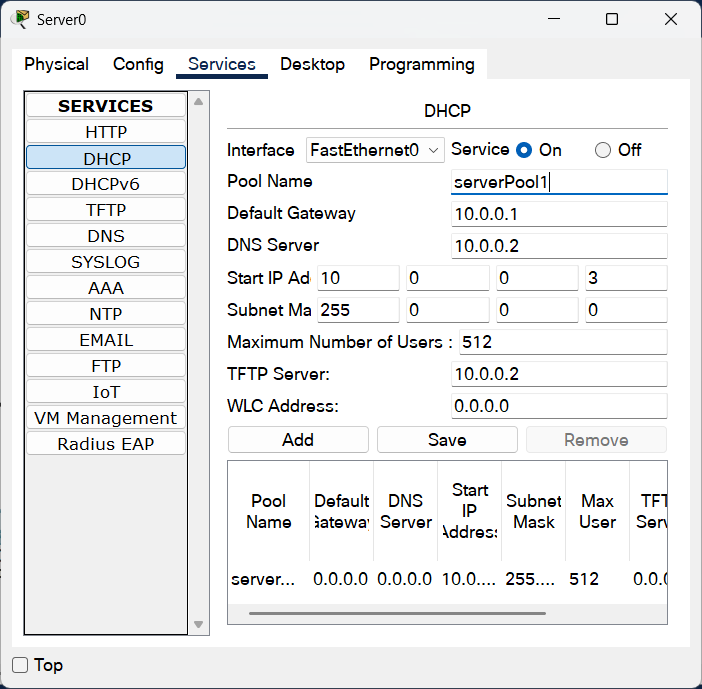 Server0
Physical Config Services Desktop Programming
SERVICES
HTTP
DHCP
DHCPv6
TFTP
DNS
SYSLOG
AAA
NTP
EMAIL
FTP
IoT
VM Management
Radius EAP
DHCP
Interface FastEthernet0 Service On Off
Pool Name serverPool1
Default Gateway 10.0.0.1
DNS Server 10.0.0.2
Start IP Ad 10 0 0 3
Subnet Ma 255 0 0 0
Maximum Number of Users : 512
TFTP Server: 10.0.0.2
WLC Address: 0.0.0.0
Add Save Remove
Pool Name Default Gateway DNS Server Start IP Address Subnet Mask Max User TFT Serv
server... 0.0.0.0 0.0.0.0 10.0.... 255.... 512 0.0.0
Top